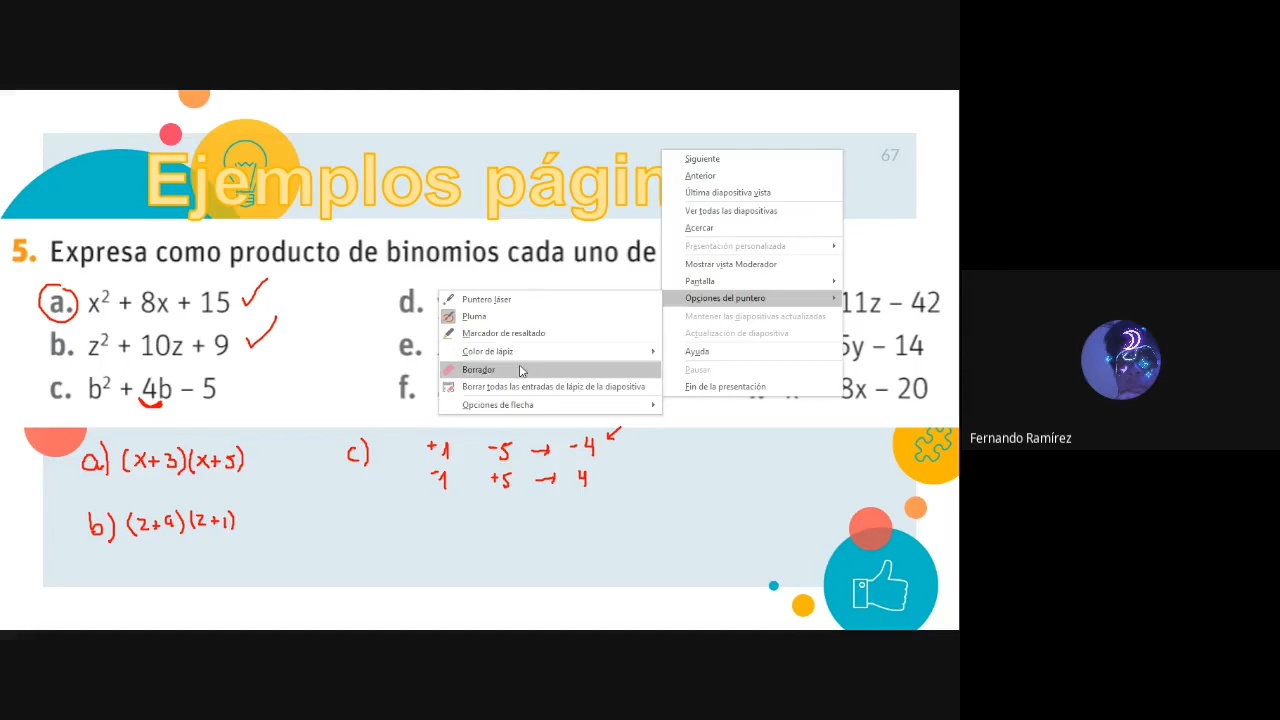 Ejemplos págin
67
5. Expresa como producto de binomios cada uno de
a. x² + 8x + 15 ✓
b. z² + 10z + 9 ✓
c. b² + 4b − 5
d.
e.
f.
11z − 42
5y − 14
8x − 20
Siguiente
Anterior
Última diapositiva vista
Ver todas las diapositivas
Acercar
Presentación personalizada
Mostrar vista Moderador
Pantalla
Opciones del puntero
Mantener las diapositivas actualizadas
Actualización de diapositiva
Ayuda
Pausar
Fin de la presentación
Puntero láser
Pluma
Marcador de resaltado
Color de lápiz
Borrador
Borrar todas las entradas de lápiz de la diapositiva
Opciones de flecha
a) (x+3)(x+5)
b) (z+9)(z+1)
c) +1 −5 → −4
−1 +5 → 4
Fernando Ramírez